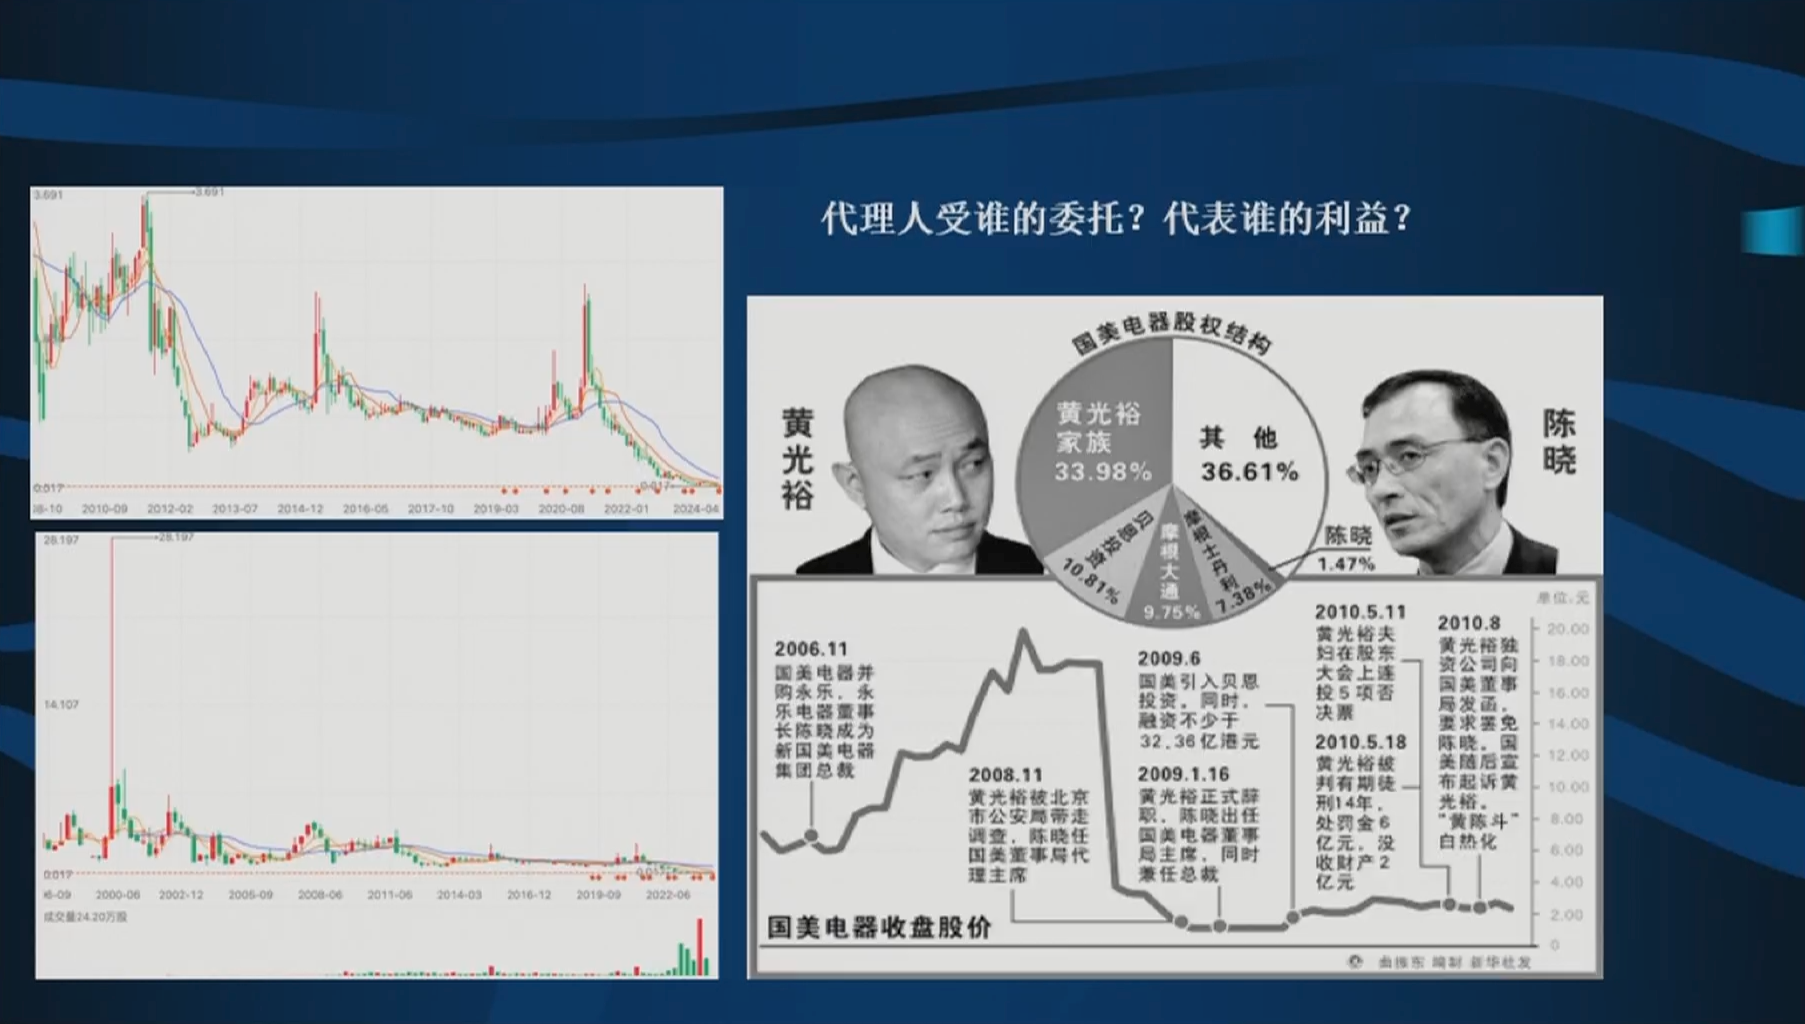 代理人受谁的委托？代表谁的利益？
3.691
3.691
0.017
0.017
2010-09
2012-02
2013-07
2014-12
2016-05
2017-10
2019-03
2020-08
2022-01
2024-04
28.197
28.197
14.107
0.017
0.017
2000-06
2002-12
2005-09
2008-06
2011-06
2014-03
2016-12
2019-09
2022-06
成交量24.20万股
国美电器股权结构
黄光裕
陈晓
黄光裕
家族
33.98%
其 他
36.61%
贝恩投资
10.81%
摩根大通
9.75%
摩根士丹利
7.38%
陈晓
1.47%
单位:元
20.00
18.00
16.00
14.00
12.00
10.00
8.00
6.00
4.00
2.00
0
2006.11
国美电器并
购永乐，永
乐电器董事
长陈晓成为
新国美电器
集团总裁
2008.11
黄光裕被北京
市公安局带走
调查，陈晓任
国美董事局代
理主席
2009.6
国美引入贝恩
投资，同时，
融资不少于
32.36亿港元
2009.1.16
黄光裕正式辞
职，陈晓出任
国美电器董事
局主席，同时
兼任总裁
2010.5.11
黄光裕夫
妇在股东
大会上连
投5项否
决票
2010.5.18
黄光裕被
判有期徒
刑14年，
处罚金6
亿元，没
收财产2
亿元
2010.8
黄光裕独
资公司向
国美董事
局发函，
要求罢免
陈晓，国
美随后宣
布起诉黄
光裕。
“黄陈斗”
白热化
国美电器收盘股价
编制 新华社发